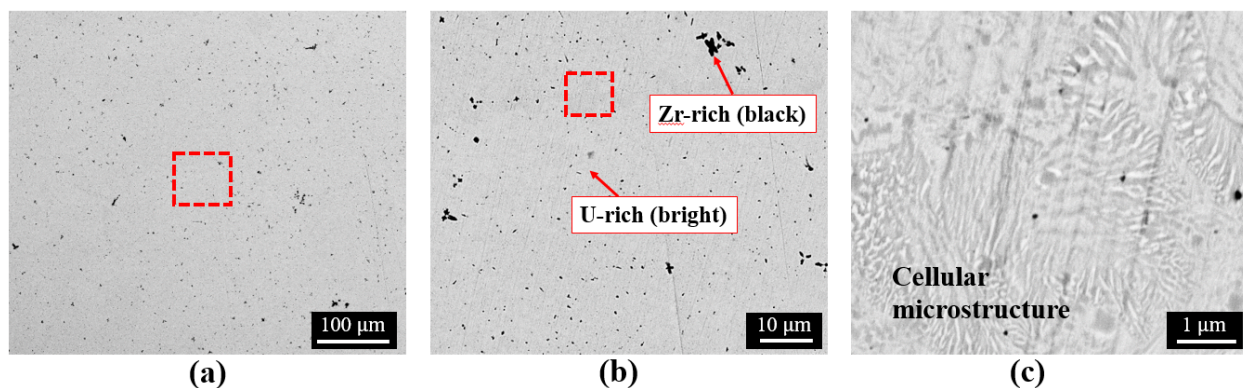 Zr-rich (black)
U-rich (bright)
Cellular
microstructure
100 μm
10 μm
1 μm
(a)
(b)
(c)